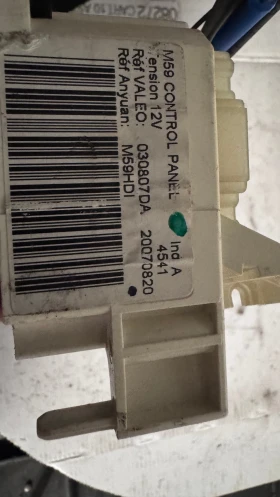 M59 CONTROL PANEL Ind A
Tension 12V 4541
Réf VALEO: 030807DA 20070820
Réf Anyuan: M59HDI